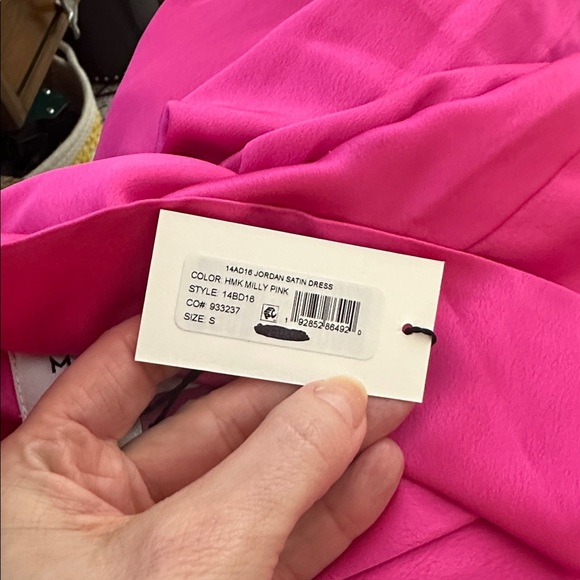 14AD16 JORDAN SATIN DRESS
COLOR: HMK MILLY PINK
STYLE: 14BD16
CO#: 933237
SIZE: S
1 92852 86492 0
M